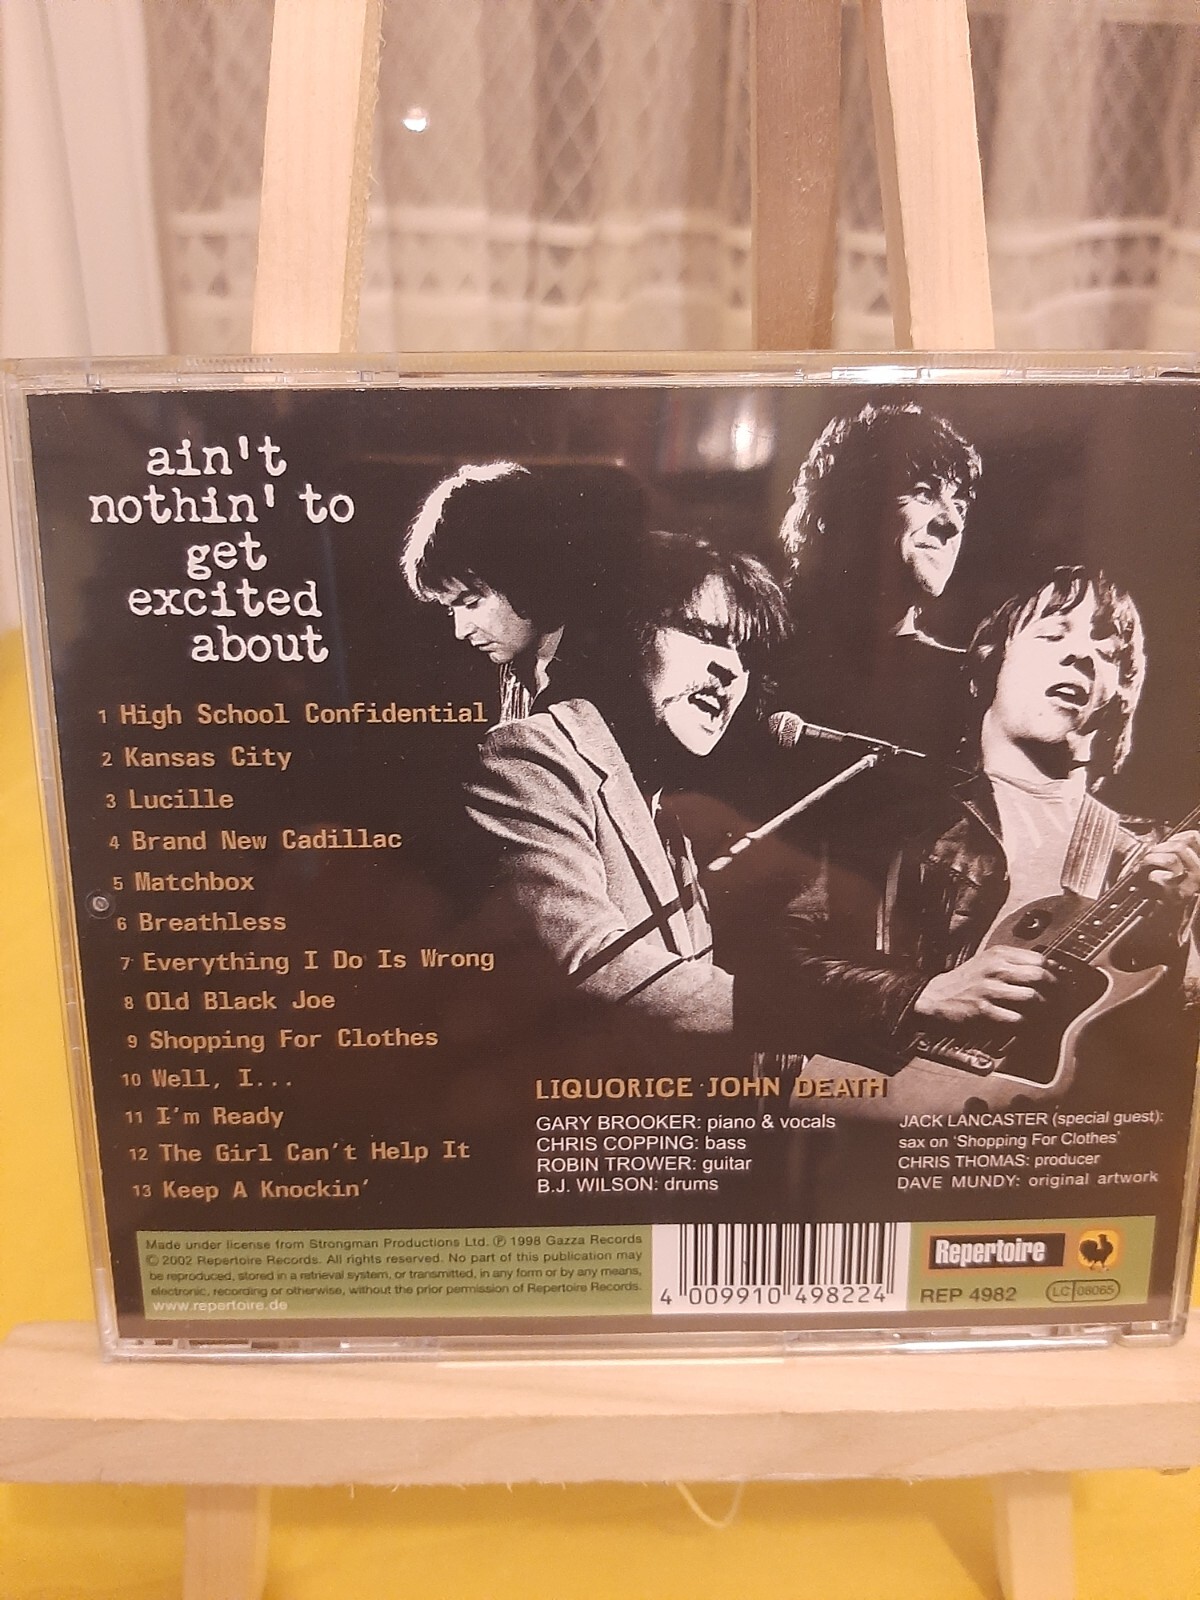 ain't
nothin' to
get
excited
about
1 High School Confidential
2 Kansas City
3 Lucille
4 Brand New Cadillac
5 Matchbox
6 Breathless
7 Everything I Do Is Wrong
8 Old Black Joe
9 Shopping For Clothes
10 Well, I...
11 I'm Ready
12 The Girl Can't Help It
13 Keep A Knockin'
LIQUORICE JOHN DEATH
GARY BROOKER: piano & vocals
CHRIS COPPING: bass
ROBIN TROWER: guitar
B.J. WILSON: drums
JACK LANCASTER (special guest):
sax on 'Shopping For Clothes'
CHRIS THOMAS: producer
DAVE MUNDY: original artwork
Made under license from Strongman Productions Ltd. ℗ 1998 Gazza Records
© 2002 Repertoire Records. All rights reserved. No part of this publication may
be reproduced, stored in a retrieval system, or transmitted, in any form or by any means,
electronic, recording or otherwise, without the prior permission of Repertoire Records.
www.repertoire.de
4 009910 498224
Repertoire
REP 4982
LC 08065